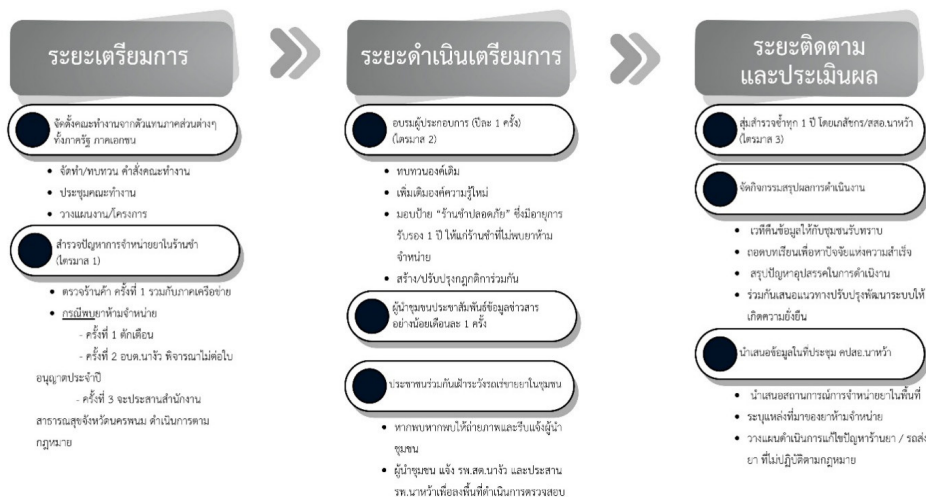 ระยะเตรียมการ
จัดตั้งคณะทำงานจากตัวแทนภาคส่วนต่างๆ
ทั้งภาครัฐ ภาคเอกชน
• จัดทำ/ทบทวน คำสั่งคณะทำงาน
• ประชุมคณะทำงาน
• วางแผนงาน/โครงการ
สำรวจปัญหาการจำหน่ายยาในร้านชำ
(ไตรมาส 1)
• ตรวจร้านค้า ครั้งที่ 1 รวมกับภาคเครือข่าย
• กรณีพบยาห้ามจำหน่าย
- ครั้งที่ 1 ตักเตือน
- ครั้งที่ 2 อบต.นางัว พิจารณาไม่ต่อใบ
อนุญาตประจำปี
- ครั้งที่ 3 จะประสานสำนักงาน
สาธารณสุขจังหวัดนครพนม ดำเนินการตาม
กฎหมาย
ระยะดำเนินเตรียมการ
อบรมผู้ประกอบการ (ปีละ 1 ครั้ง)
(ไตรมาส 2)
• ทบทวนองค์เดิม
• เพิ่มเติมองค์ความรู้ใหม่
• มอบป้าย “ร้านชำปลอดภัย” ซึ่งมีอายุการ
รับรอง 1 ปี ให้แก่ร้านชำที่ไม่พบยาห้าม
จำหน่าย
• สร้าง/ปรับปรุงกฎกติการ่วมกัน
ผู้นำชุมชนประชาสัมพันธ์ข้อมูลข่าวสาร
อย่างน้อยเดือนละ 1 ครั้ง
ประชาชนร่วมกันเฝ้าระวังรถเร่ขายยาในชุมชน
• หากพบหากพบให้ถ่ายภาพและรีบแจ้งผู้นำ
ชุมชน
• ผู้นำชุมชน แจ้ง รพ.สต.นางัว และประสาน
รพ.นาหว้าเพื่อลงพื้นที่ดำเนินการตรวจสอบ
ระยะติดตาม
และประเมินผล
สุ่มสำรวจซ้ำทุก 1 ปี โดยเภสัชกร/สสอ.นาหว้า
(ไตรมาส 3)
จัดกิจกรรมสรุปผลการดำเนินงาน
• เวทีคืนข้อมูลให้กับชุมชนรับทราบ
• ถอดบทเรียนเพื่อหาปัจจัยแห่งความสำเร็จ
• สรุปปัญหาอุปสรรคในการดำเนินงาน
• ร่วมกันเสนอแนวทางปรับปรุงพัฒนาระบบให้
เกิดความยั่งยืน
นำเสนอข้อมูลในที่ประชุม คปสอ.นาหว้า
• นำเสนอสถานการณ์การจำหน่ายยาในพื้นที่
• ระบุแหล่งที่มาของยาห้ามจำหน่าย
• วางแผนดำเนินการแก้ไขปัญหาร้านยา / รถส่ง
ยา ที่ไม่ปฏิบัติตามกฎหมาย